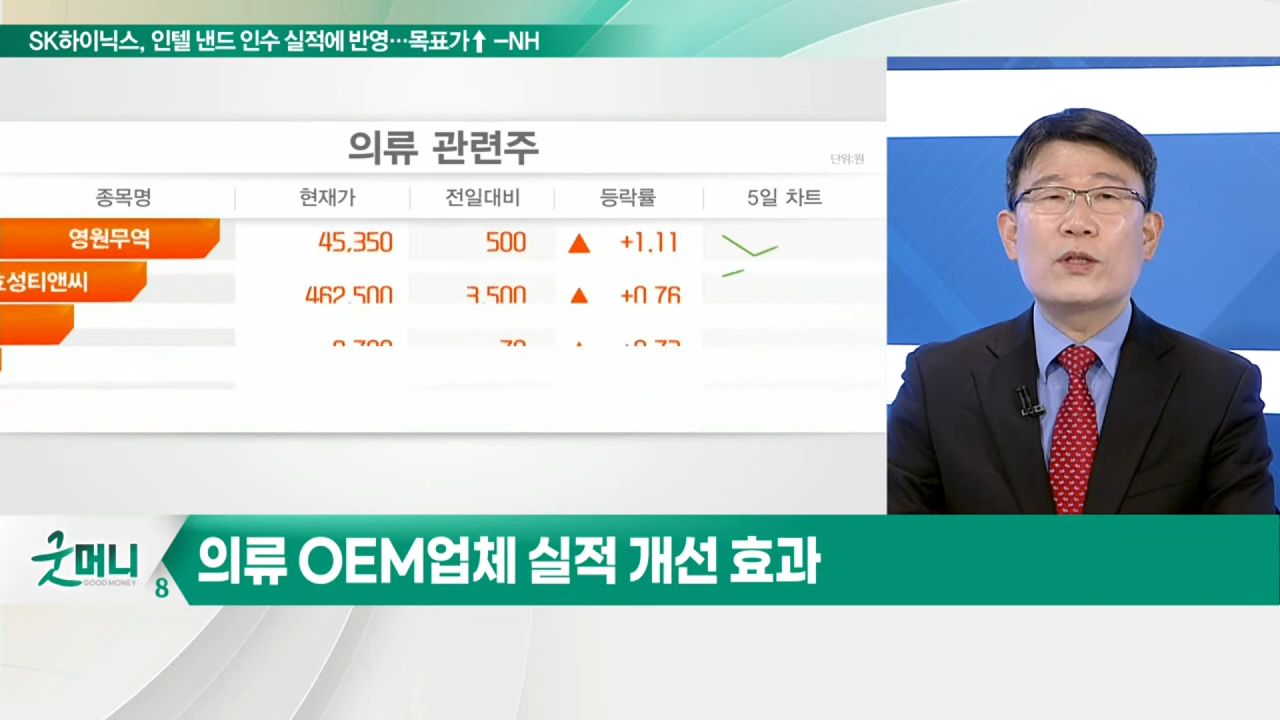 SK하이닉스, 인텔 낸드 인수 실적에 반영…목표가⬆ –NH
의류 관련주
단위:원
종목명 현재가 전일대비 등락률 5일 차트
영원무역 45,350 500 ▲ +1.11
효성티앤씨 462,500 3,500 ▲ +0.76
굿머니
GOOD MONEY
8
의류 OEM업체 실적 개선 효과